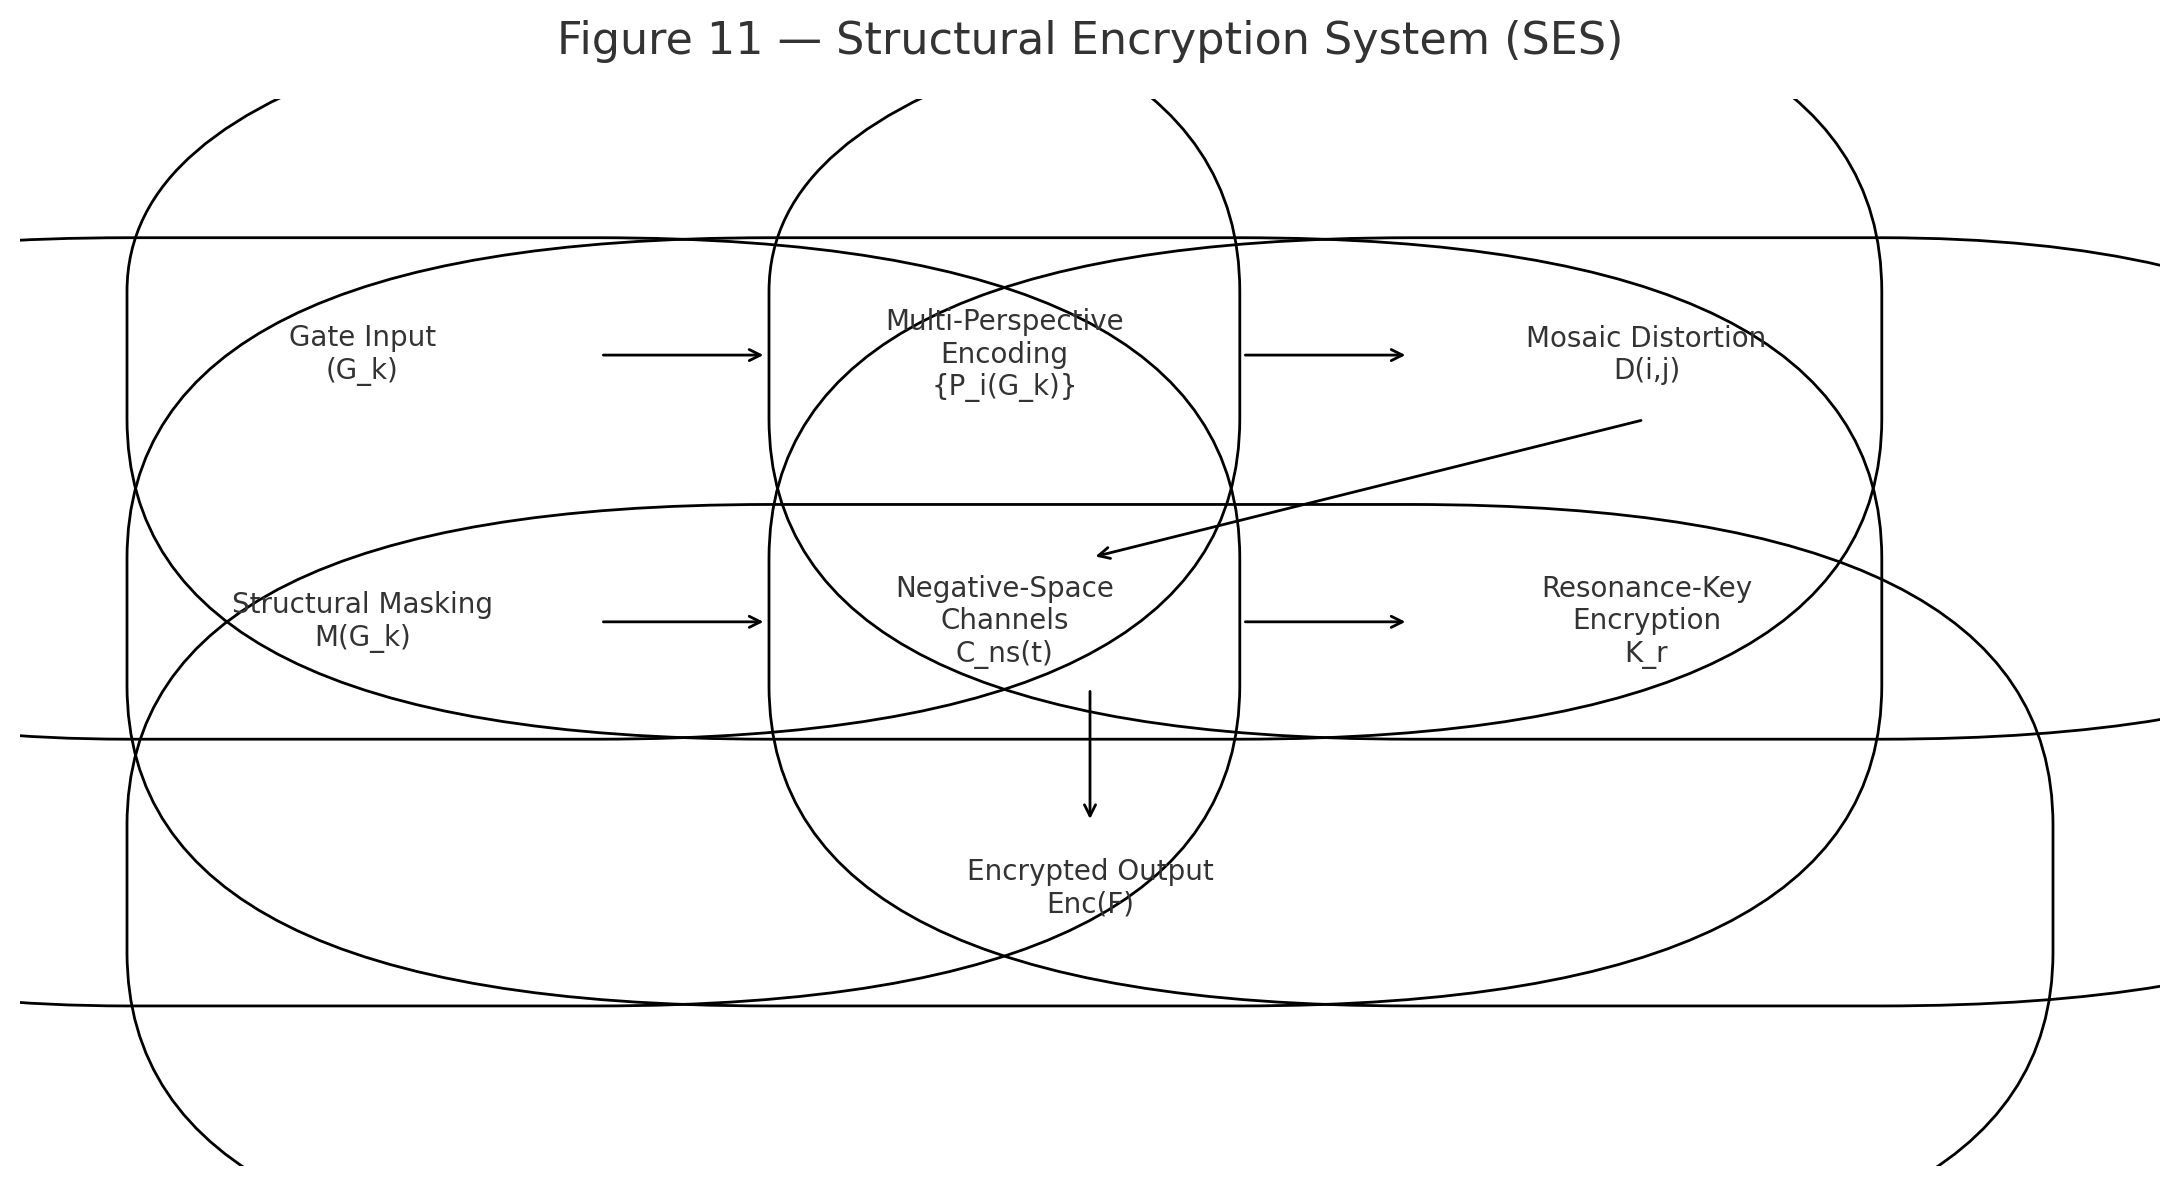 Figure 11 — Structural Encryption System (SES)
Gate Input
(G_k)
Multi-Perspective
Encoding
{P_i(G_k)}
Mosaic Distortion
D(i,j)
Structural Masking
M(G_k)
Negative-Space
Channels
C_ns(t)
Resonance-Key
Encryption
K_r
Encrypted Output
Enc(F)